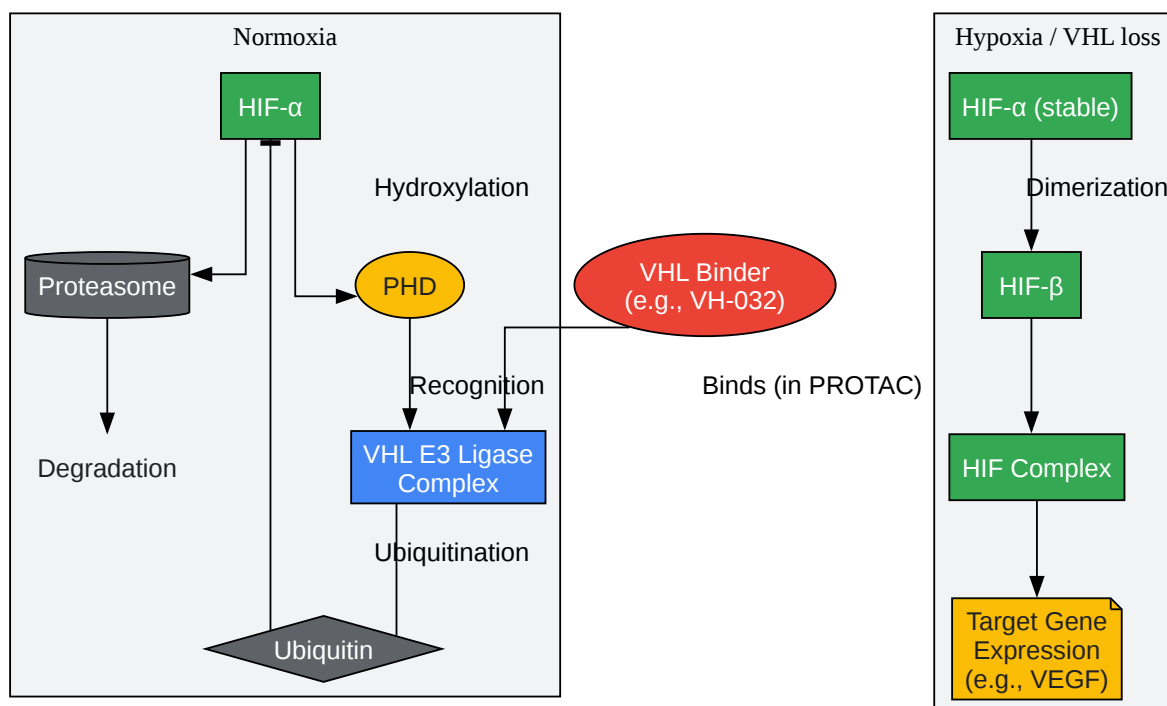 Normoxia
HIF-α
Hydroxylation
Proteasome
PHD
Recognition
Degradation
VHL E3 Ligase
Complex
Ubiquitination
Ubiquitin
VHL Binder
(e.g., VH-032)
Binds (in PROTAC)
Hypoxia / VHL loss
HIF-α (stable)
Dimerization
HIF-β
HIF Complex
Target Gene
Expression
(e.g., VEGF)